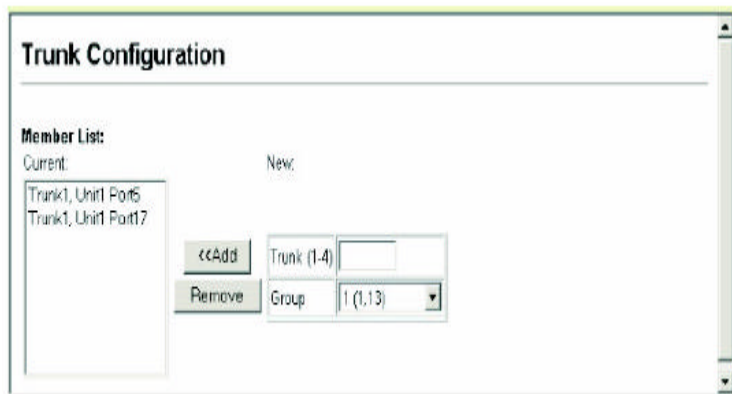 Trunk Configuration
Member List:
Current:
New:
Trunk1, Unit1 Port5
Trunk1, Unit1 Port17
<<Add
Trunk (1-4)
Remove
Group
1 (1,13)